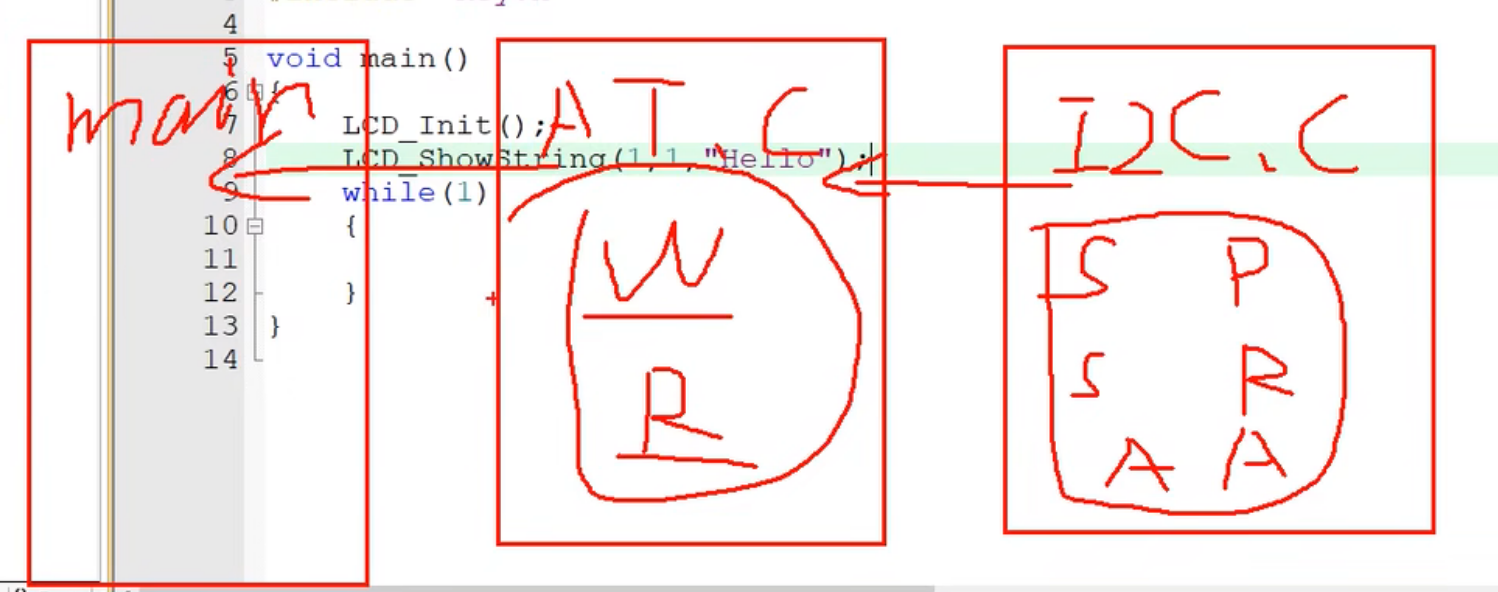 4
5 void main()
6 {
7 LCD_Init();
8 LCD_ShowString(1,1,"Hello");
9 while(1)
10 {
11
12 }
13 }
14
main
AT.C
W
R
I2C.C
S P
S R
A A